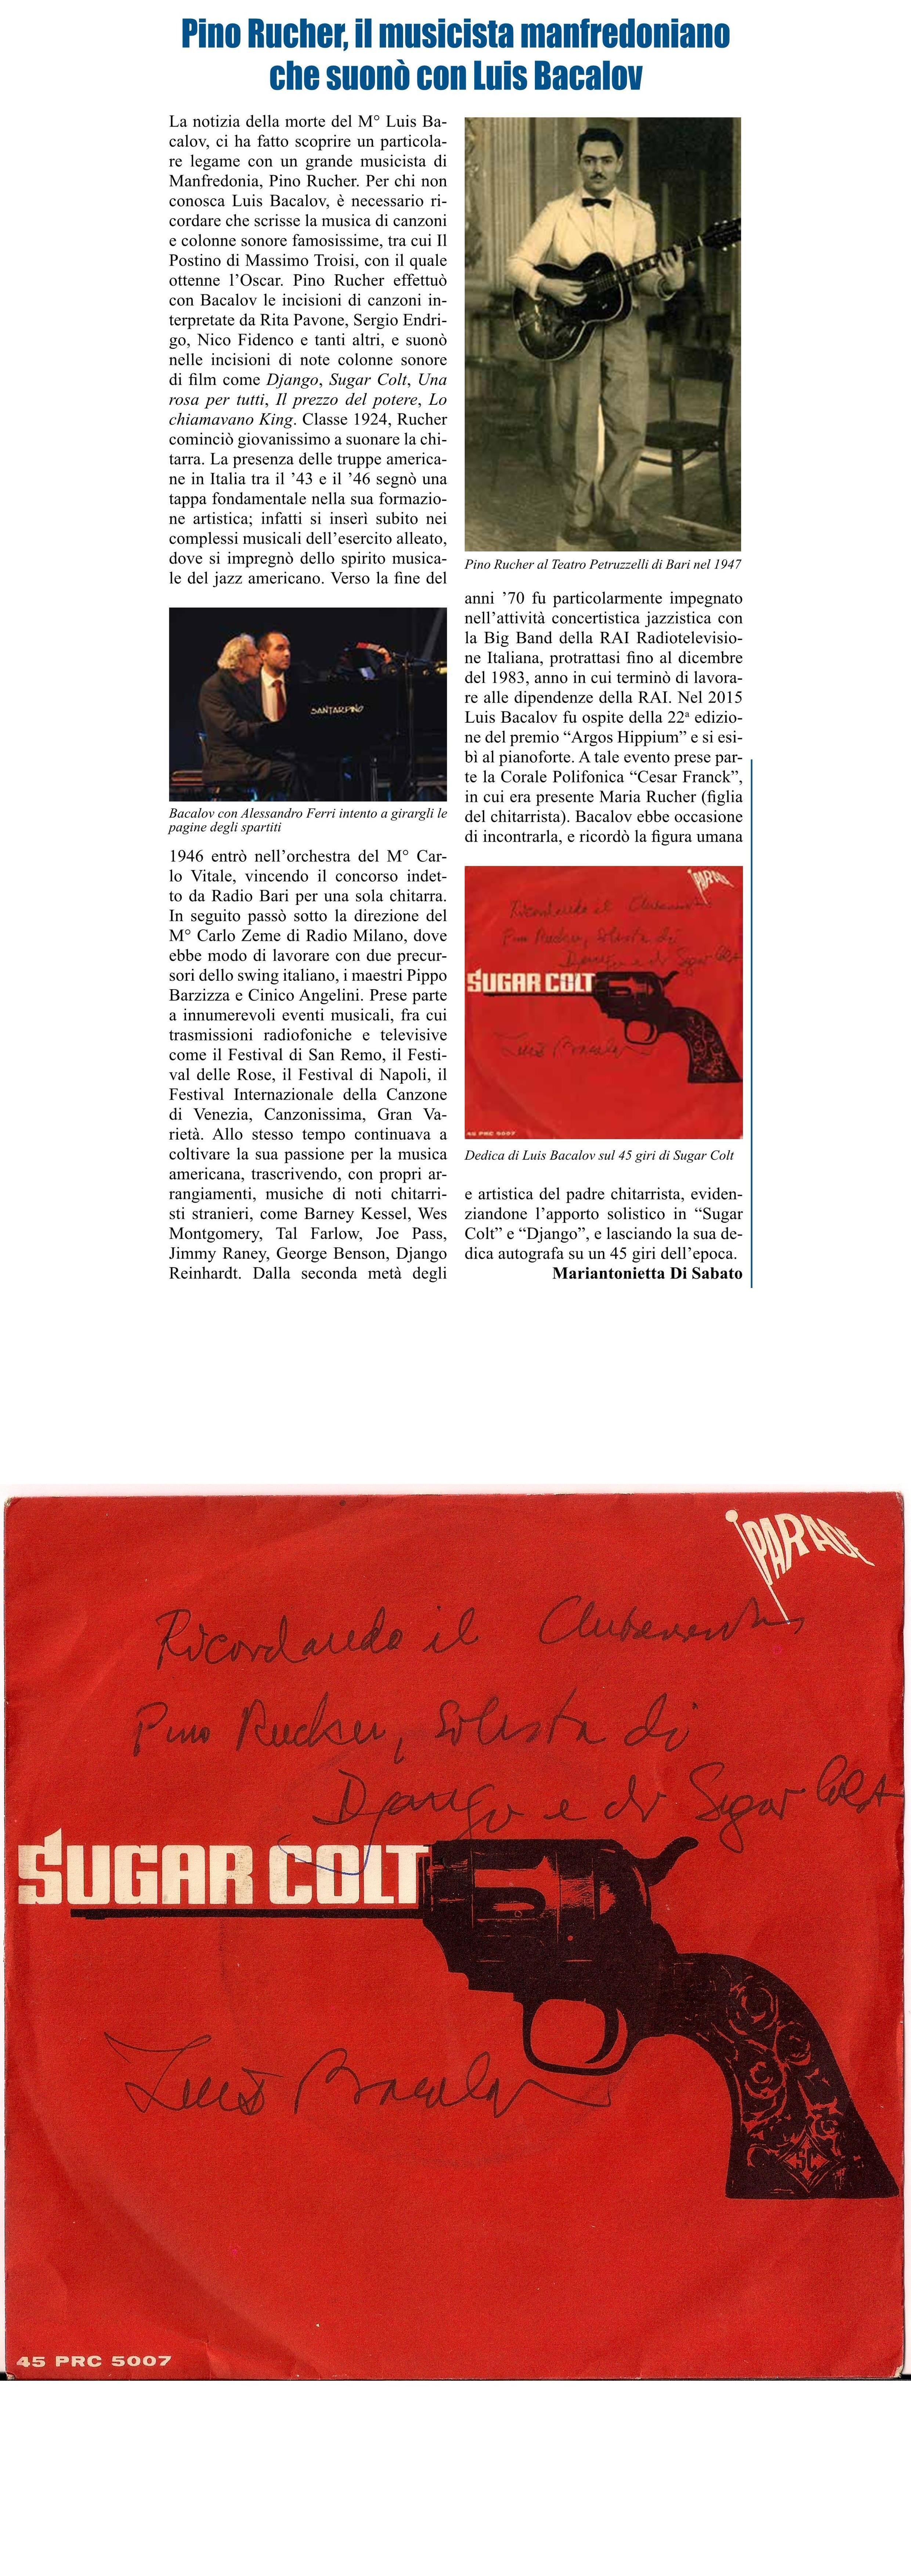 Pino Rucher, il musicista manfredoniano
che suonò con Luis Bacalov
La notizia della morte del M° Luis Ba-
calov, ci ha fatto scoprire un particola-
re legame con un grande musicista di
Manfredonia, Pino Rucher. Per chi non
conosca Luis Bacalov, è necessario ri-
cordare che scrisse la musica di canzoni
e colonne sonore famosissime, tra cui Il
Postino di Massimo Troisi, con il quale
ottenne l’Oscar. Pino Rucher effettuò
con Bacalov le incisioni di canzoni in-
terpretate da Rita Pavone, Sergio Endri-
go, Nico Fidenco e tanti altri, e suonò
nelle incisioni di note colonne sonore
di film come Django, Sugar Colt, Una
rosa per tutti, Il prezzo del potere, Lo
chiamavano King. Classe 1924, Rucher
cominciò giovanissimo a suonare la chi-
tarra. La presenza delle truppe america-
ne in Italia tra il ’43 e il ’46 segnò una
tappa fondamentale nella sua formazio-
ne artistica; infatti si inserì subito nei
complessi musicali dell’esercito alleato,
dove si impregnò dello spirito musica-
le del jazz americano. Verso la fine del
SANTARPINO
Bacalov con Alessandro Ferri intento a girargli le
pagine degli spartiti
1946 entrò nell’orchestra del M° Car-
lo Vitale, vincendo il concorso indet-
to da Radio Bari per una sola chitarra.
In seguito passò sotto la direzione del
M° Carlo Zeme di Radio Milano, dove
ebbe modo di lavorare con due precur-
sori dello swing italiano, i maestri Pippo
Barzizza e Cinico Angelini. Prese parte
a innumerevoli eventi musicali, fra cui
trasmissioni radiofoniche e televisive
come il Festival di San Remo, il Festi-
val delle Rose, il Festival di Napoli, il
Festival Internazionale della Canzone
di Venezia, Canzonissima, Gran Va-
rietà. Allo stesso tempo continuava a
coltivare la sua passione per la musica
americana, trascrivendo, con propri ar-
rangiamenti, musiche di noti chitarri-
sti stranieri, come Barney Kessel, Wes
Montgomery, Tal Farlow, Joe Pass,
Jimmy Raney, George Benson, Django
Reinhardt. Dalla seconda metà degli
Pino Rucher al Teatro Petruzzelli di Bari nel 1947
anni ’70 fu particolarmente impegnato
nell’attività concertistica jazzistica con
la Big Band della RAI Radiotelevisio-
ne Italiana, protrattasi fino al dicembre
del 1983, anno in cui terminò di lavora-
re alle dipendenze della RAI. Nel 2015
Luis Bacalov fu ospite della 22ª edizio-
ne del premio “Argos Hippium” e si esi-
bì al pianoforte. A tale evento prese par-
te la Corale Polifonica “Cesar Franck”,
in cui era presente Maria Rucher (figlia
del chitarrista). Bacalov ebbe occasione
di incontrarla, e ricordò la figura umana
PARADE
Ricordando il
Pino Rucher, solista di
Django e di Sugar Colt
SUGAR COLT
Luis Bacalov
45 PRC 5007
Dedica di Luis Bacalov sul 45 giri di Sugar Colt
e artistica del padre chitarrista, eviden-
ziandone l’apporto solistico in “Sugar
Colt” e “Django”, e lasciando la sua de-
dica autografa su un 45 giri dell’epoca.
Mariantonietta Di Sabato
PARADE
Ricordando il
Pino Rucher, solista di
Django e di Sugar Colt
SUGAR COLT
Luis Bacalov
SC
45 PRC 5007